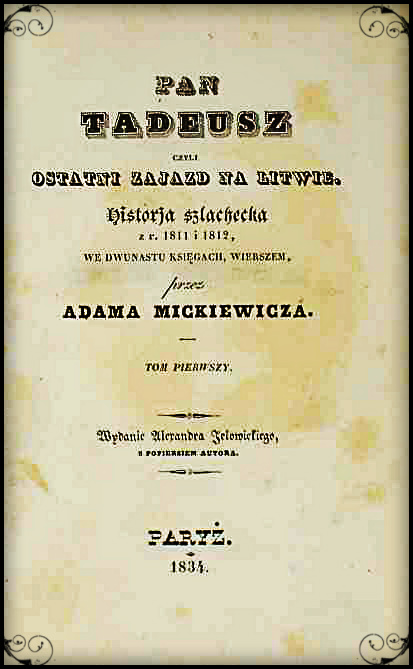 PAN
TADEUSZ
CZYLI
OSTATNI ZAJAZD NA LITWIE.
Historja szlachecka
z r. 1811 i 1812,
WE DWUNASTU KSIĘGACH, WIERSZEM,
przez
ADAMA MICKIEWICZA.
TOM PIERWSZY.
Wydanie Alexandra Jełowickiego,
Z POPIERSIEM AUTORA.
PARYŻ.
1834.